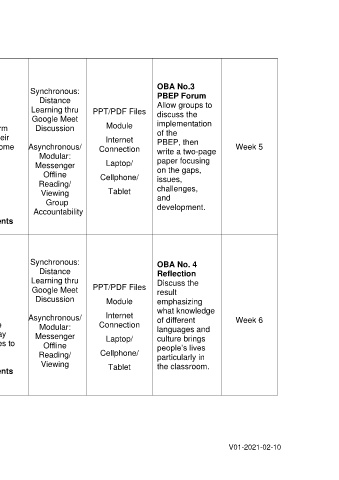 rm
eir
ome
nts
Synchronous:
Distance
Learning thru
Google Meet
Discussion
Asynchronous/
Modular:
Messenger
Offline
Reading/
Viewing
Group
Accountability
PPT/PDF Files
Module
Internet
Connection
Laptop/
Cellphone/
Tablet
OBA No.3
PBEP Forum
Allow groups to
discuss the
implementation
of the
PBEP, then
write a two-page
paper focusing
on the gaps,
issues,
challenges,
and
development.
Week 5
ay
es to
nts
Synchronous:
Distance
Learning thru
Google Meet
Discussion
Asynchronous/
Modular:
Messenger
Offline
Reading/
Viewing
PPT/PDF Files
Module
Internet
Connection
Laptop/
Cellphone/
Tablet
OBA No. 4
Reflection
Discuss the
result
emphasizing
what knowledge
of different
languages and
culture brings
people's lives
particularly in
the classroom.
Week 6
V01-2021-02-10